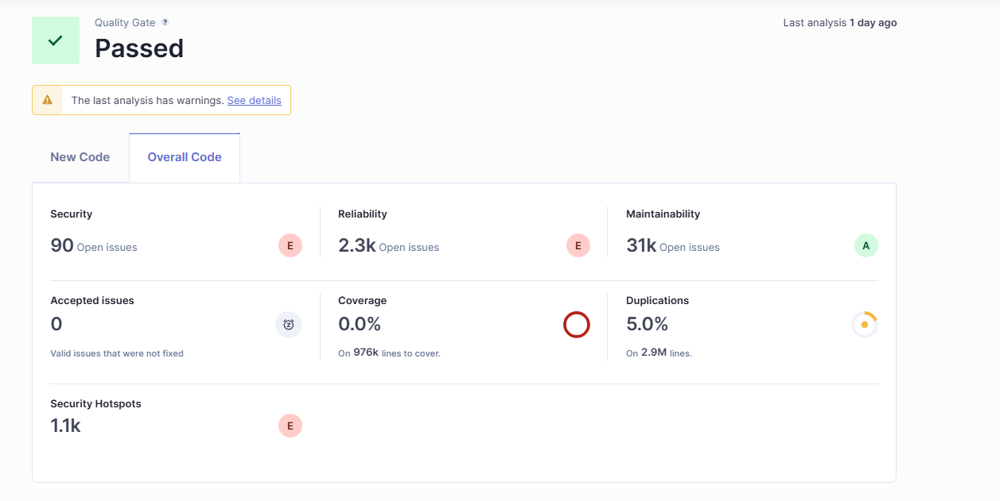 Quality Gate ?
Last analysis 1 day ago
Passed
The last analysis has warnings. See details
New Code
Overall Code
Security
90 Open issues
E
Reliability
2.3k Open issues
E
Maintainability
31k Open issues
A
Accepted issues
0
Valid issues that were not fixed
Coverage
0.0%
On 976k lines to cover.
Duplications
5.0%
On 2.9M lines.
Security Hotspots
1.1k
E